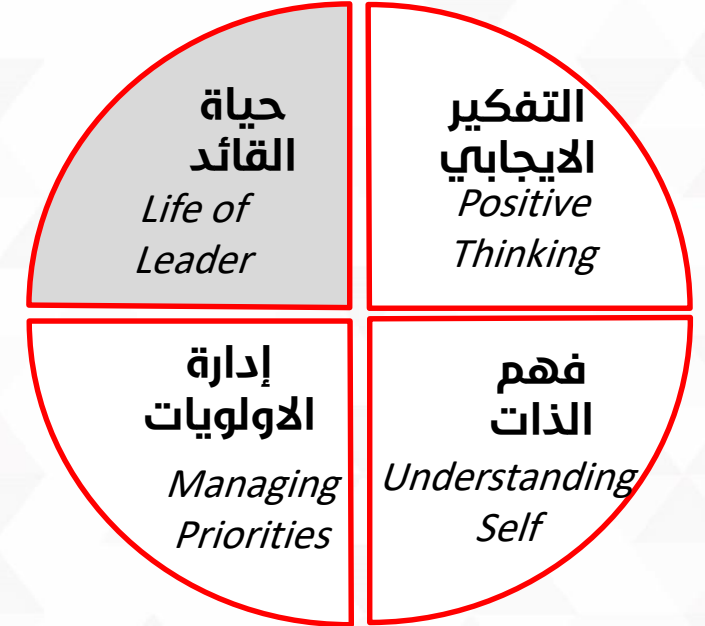 حياة
القائد
Life of
Leader
التفكير
الايجابي
Positive
Thinking
إدارة
الاولويات
Managing
Priorities
فهم
الذات
Understanding
Self